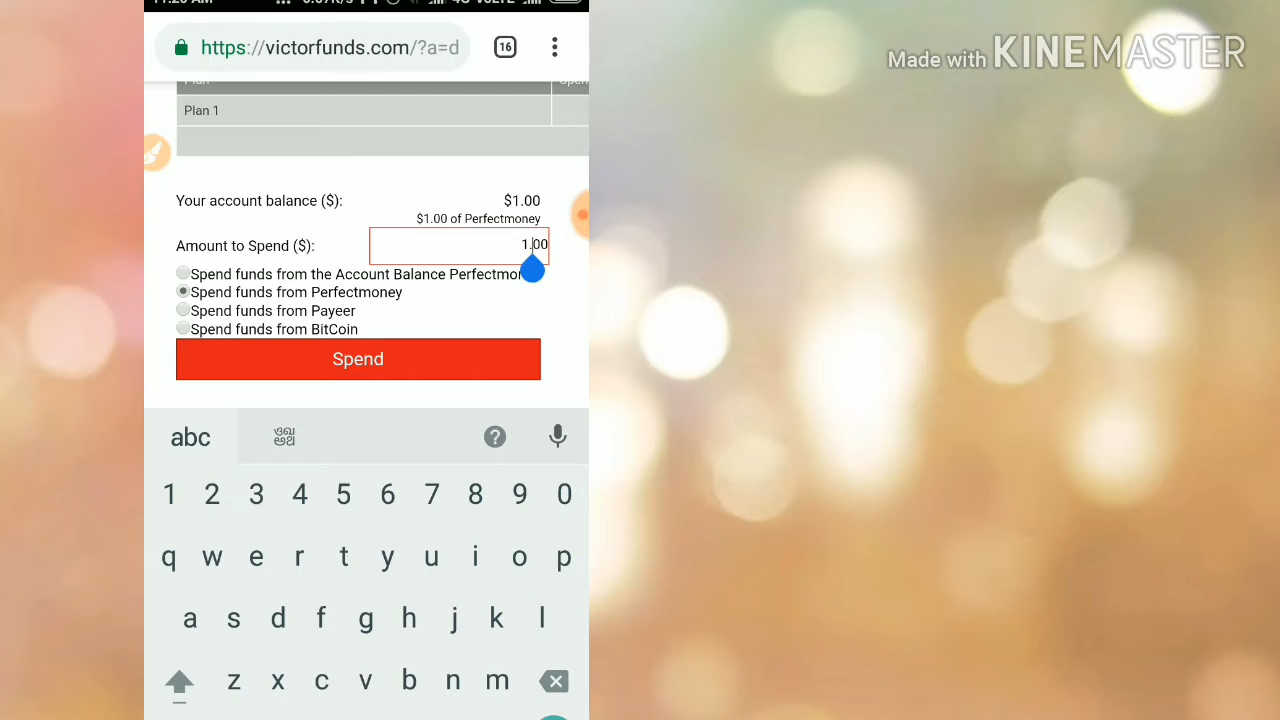 Made with KINEMASTER
https://victorfunds.com/?a=d
16
Plan
Plan 1
Your account balance ($): $1.00
$1.00 of Perfectmoney
Amount to Spend ($): 1.00
Spend funds from the Account Balance
Spend funds from Perfectmoney
Spend funds from Payeer
Spend funds from BitCoin
Spend
abc
1 2 3 4 5 6 7 8 9 0
q w e r t y u i o p
a s d f g h j k l
z x c v b n m